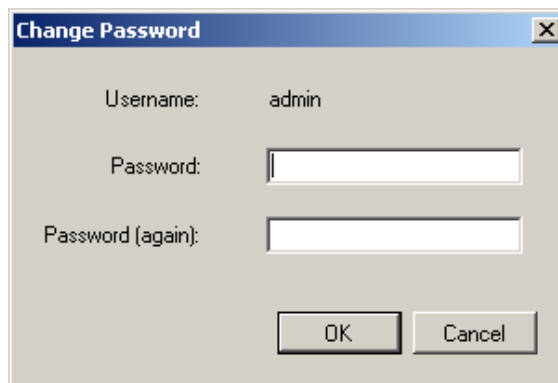 Change Password
Username: admin
Password:
Password (again):
OK Cancel